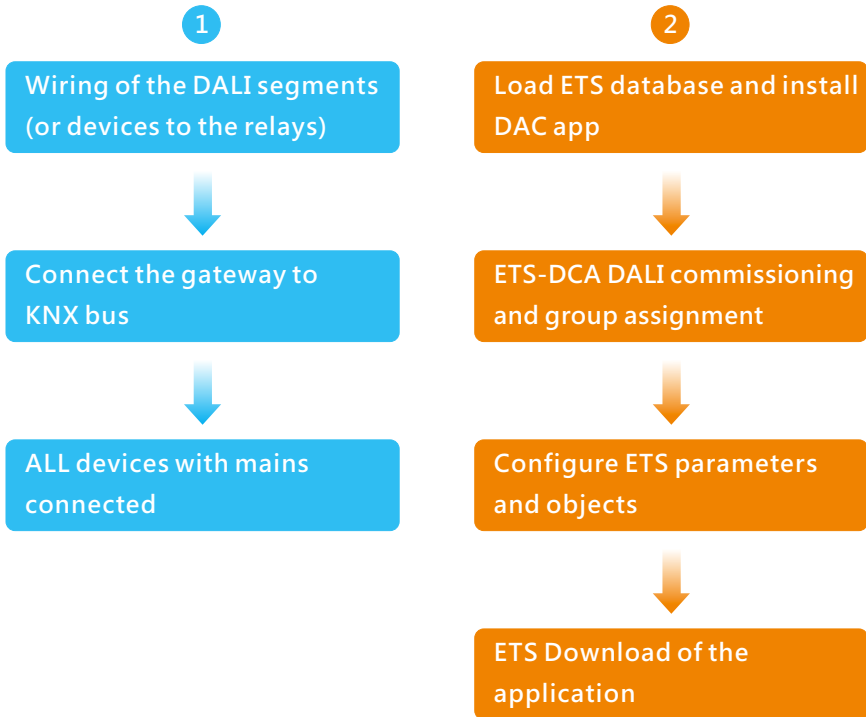 1
Wiring of the DALI segments
(or devices to the relays)
Connect the gateway to
KNX bus
ALL devices with mains
connected
2
Load ETS database and install
DAC app
ETS-DCA DALI commissioning
and group assignment
Configure ETS parameters
and objects
ETS Download of the
application